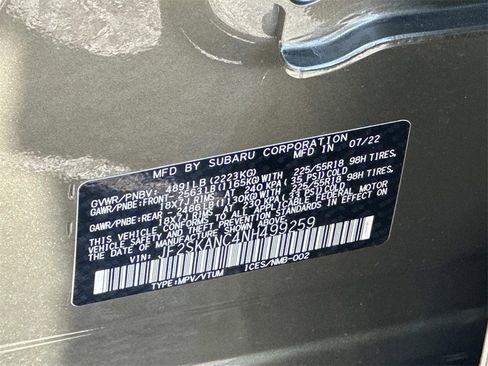 MFD BY SUBARU CORPORATION MFD IN 07/22
GVWR/PNBV: 4891LB(2223KG)
GAWR/PNBE:FRONT: 2563LB(1165KG)WITH 225/55R18 98H TIRES,
18X7J RIMS AT 240 KPA(35 PSI)COLD
GAWR/PNBE:REAR 2486LB(1130KG)WITH 225/55R18 98H TIRES,
18X7J RIMS AT 230 KPA(33 PSI)COLD
THIS VEHICLE CONFORMS TO ALL APPLICABLE FEDERAL MOTOR
VEHICLE SAFETY AND THEFT PREVENTION STANDARDS IN EFFECT ON
THE DATE OF MANUFACTURE SHOWN ABOVE.
VIN: JF2SKANC4NH499259
TYPE:MPV/VTUM ICES/NMB-002